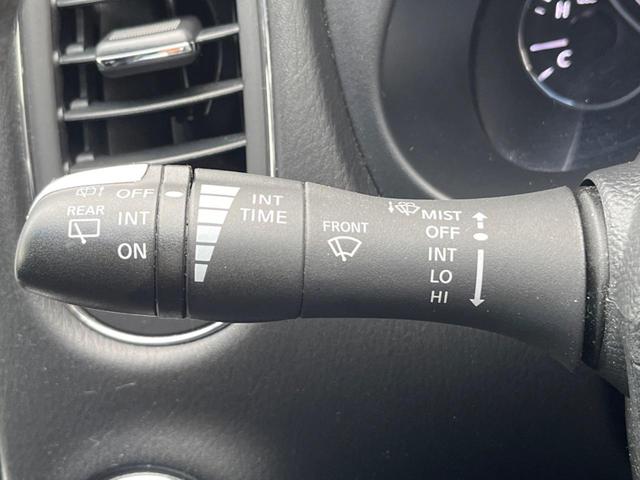 OFF
REAR
INT
ON
INT
TIME
FRONT
MIST
OFF
INT
LO
HI
H
C